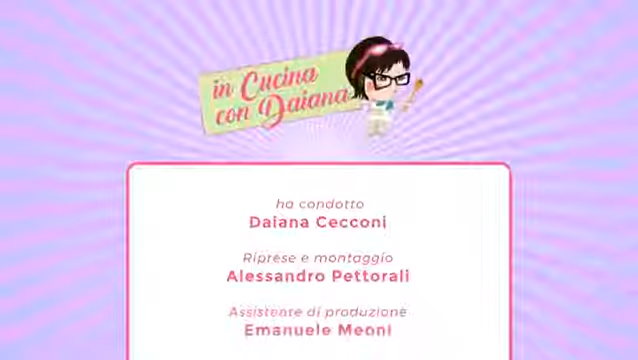 in Cucina
con Daiana
ha condotto
Daiana Cecconi
Riprese e montaggio
Alessandro Pettorali
Assistente di produzione
Emanuele Meoni